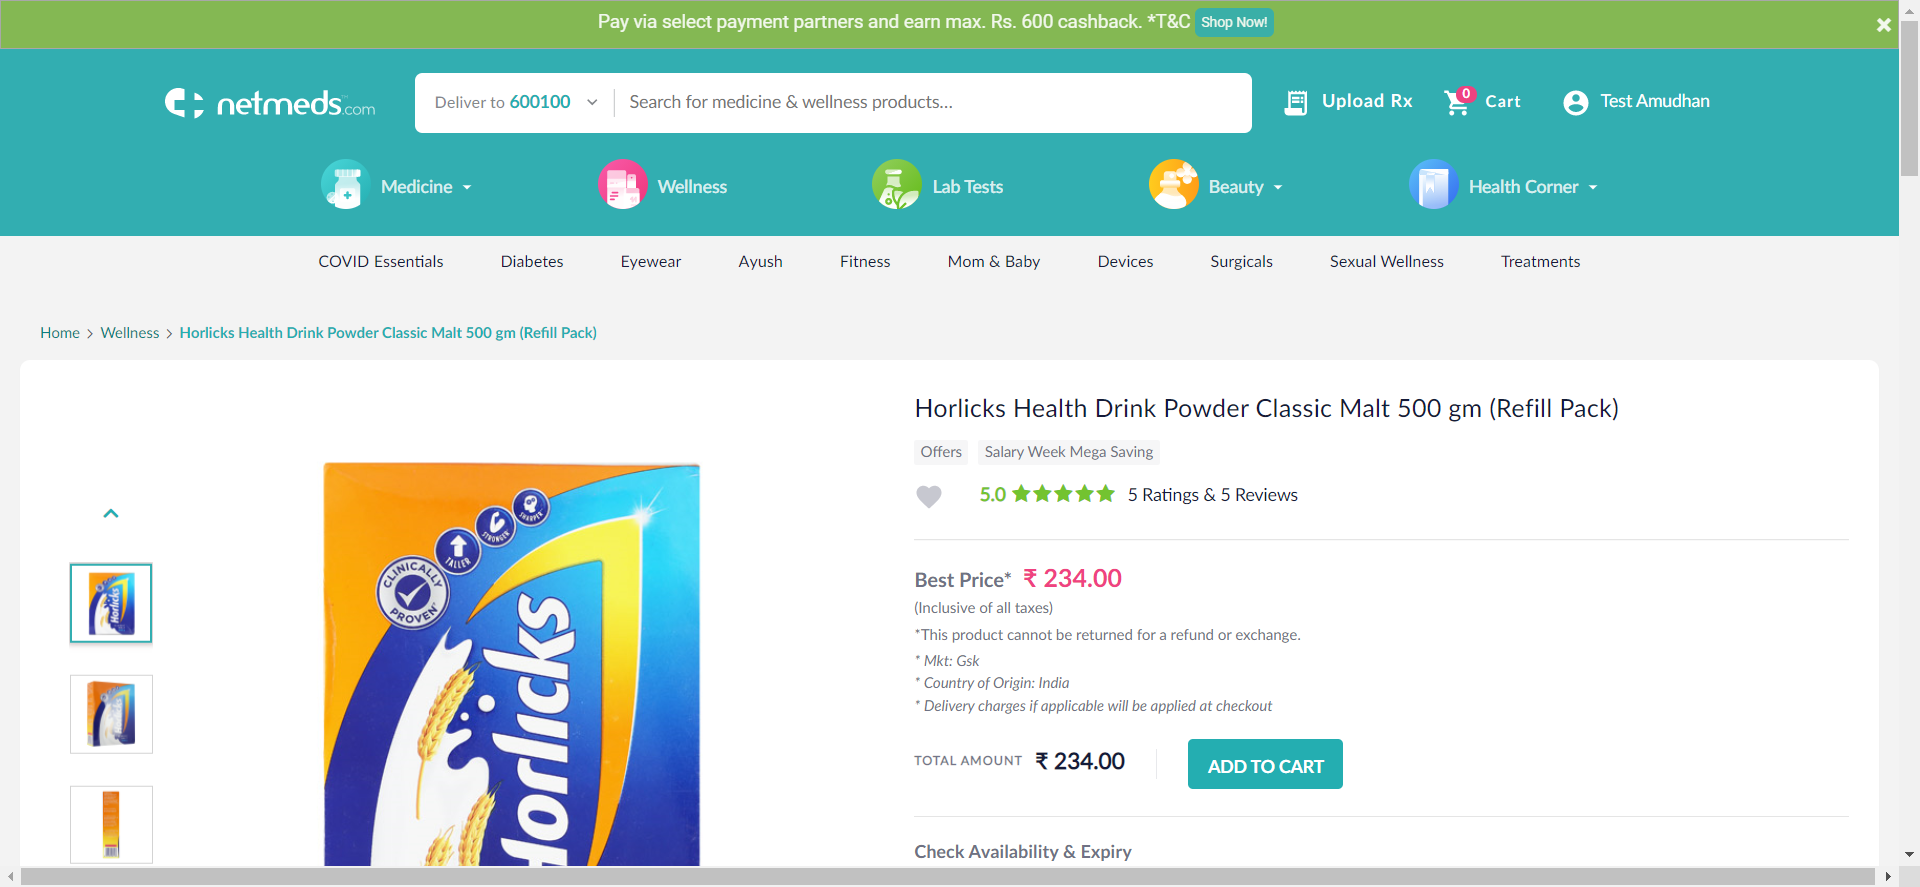 Pay via select payment partners and earn max. Rs. 600 cashback. *T&C Shop Now!
netmeds.com
Deliver to 600100
Search for medicine & wellness products...
Upload Rx
0
Cart
Test Amudhan
Medicine
Wellness
Lab Tests
Beauty
Health Corner
COVID Essentials
Diabetes
Eyewear
Ayush
Fitness
Mom & Baby
Devices
Surgicals
Sexual Wellness
Treatments
Home > Wellness > Horlicks Health Drink Powder Classic Malt 500 gm (Refill Pack)
CLINICALLY PROVEN
TALLER
STRONGER
SHARPER
Horlicks
Horlicks
Horlicks Health Drink Powder Classic Malt 500 gm (Refill Pack)
Offers
Salary Week Mega Saving
5.0
5 Ratings & 5 Reviews
Best Price* ₹ 234.00
(Inclusive of all taxes)
*This product cannot be returned for a refund or exchange.
* Mkt: Gsk
* Country of Origin: India
* Delivery charges if applicable will be applied at checkout
TOTAL AMOUNT ₹ 234.00
ADD TO CART
Check Availability & Expiry